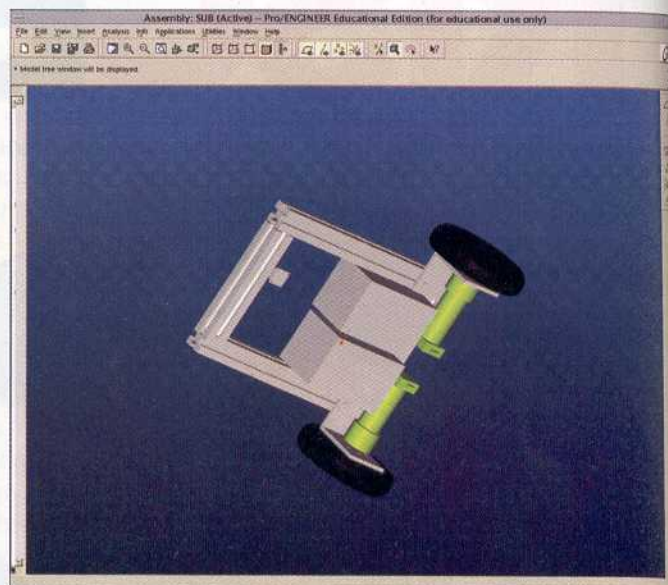 Assembly: SUB (Active) -- Pro/ENGINEER Educational Edition (for educational use only)
File Edit View Insert Analysis Info Applications Utilities Window Help
• Model tree window will be displayed.